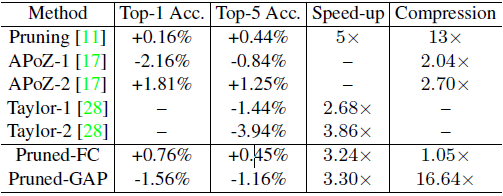 Method Top-1 Acc. Top-5 Acc. Speed-up Compression
Pruning [11] +0.16% +0.44% 5× 13×
APoZ-1 [17] -2.16% -0.84% – 2.04×
APoZ-2 [17] +1.81% +1.25% – 2.70×
Taylor-1 [28] – -1.44% 2.68× –
Taylor-2 [28] – -3.94% 3.86× –
Pruned-FC +0.76% +0.45% 3.24× 1.05×
Pruned-GAP -1.56% -1.16% 3.30× 16.64×